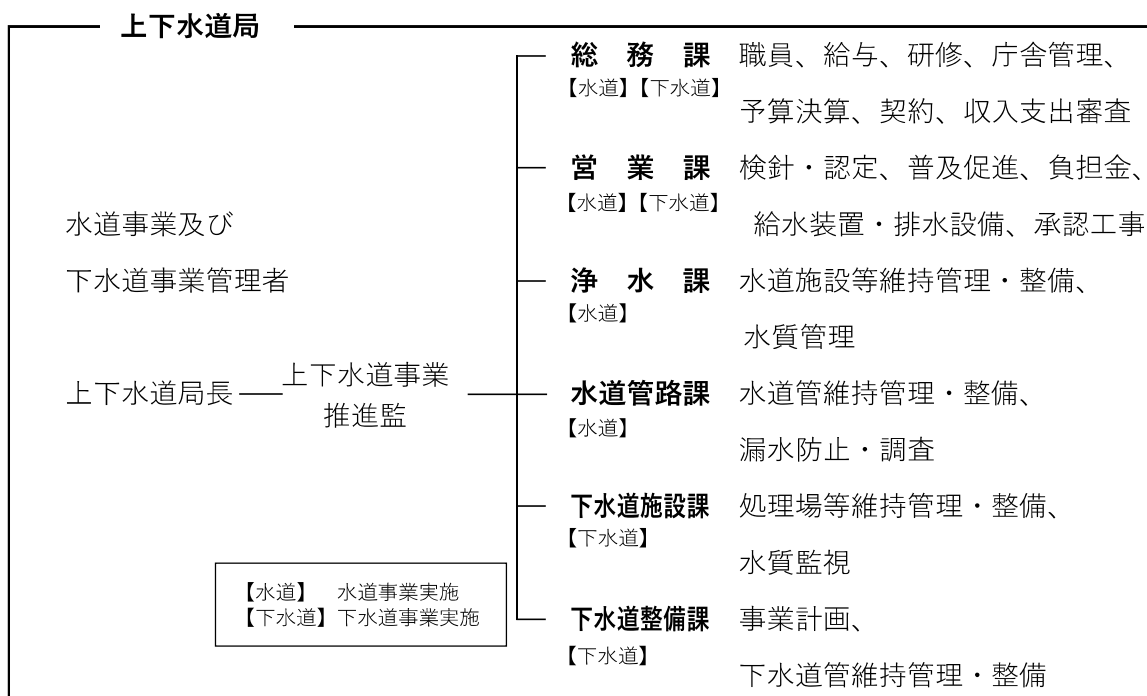 上下水道局
水道事業及び
下水道事業管理者
上下水道局長
上下水道事業
推進監
総務課
【水道】【下水道】
職員、給与、研修、庁舎管理、
予算決算、契約、収入支出審査
営業課
【水道】【下水道】
検針・認定、普及促進、負担金、
給水装置・排水設備、承認工事
浄水課
【水道】
水道施設等維持管理・整備、
水質管理
水道管路課
【水道】
水道管維持管理・整備、
漏水防止・調査
下水道施設課
【下水道】
処理場等維持管理・整備、
水質監視
下水道整備課
【下水道】
事業計画、
下水道管維持管理・整備
【水道】 水道事業実施
【下水道】下水道事業実施